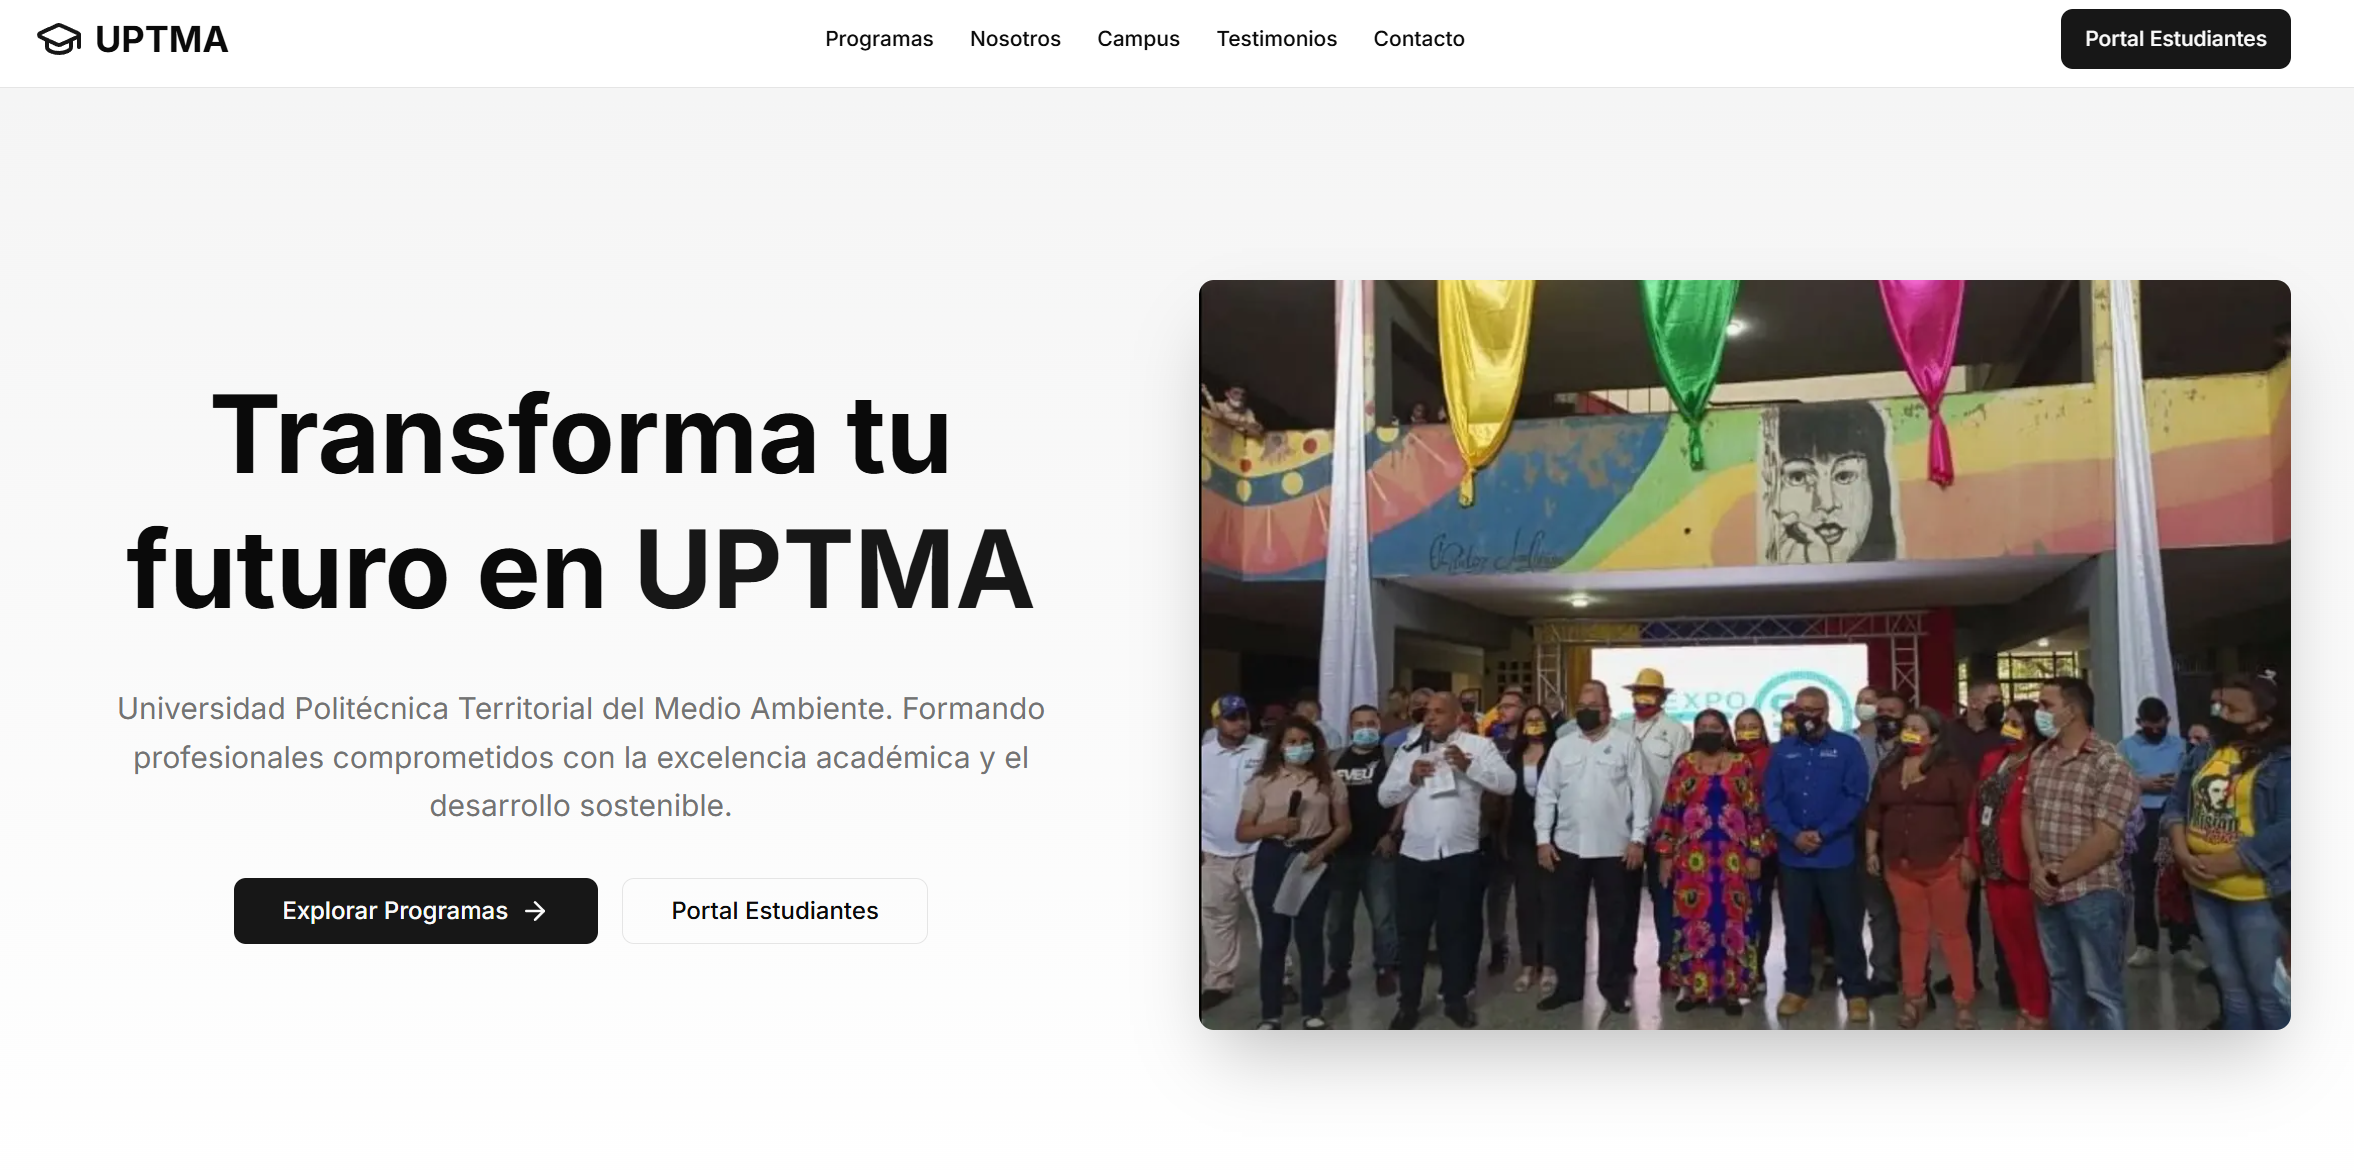 UPTMA
Programas
Nosotros
Campus
Testimonios
Contacto
Portal Estudiantes
Transforma tu
futuro en UPTMA
Universidad Politécnica Territorial del Medio Ambiente. Formando
profesionales comprometidos con la excelencia académica y el
desarrollo sostenible.
Explorar Programas
Portal Estudiantes
EXPO